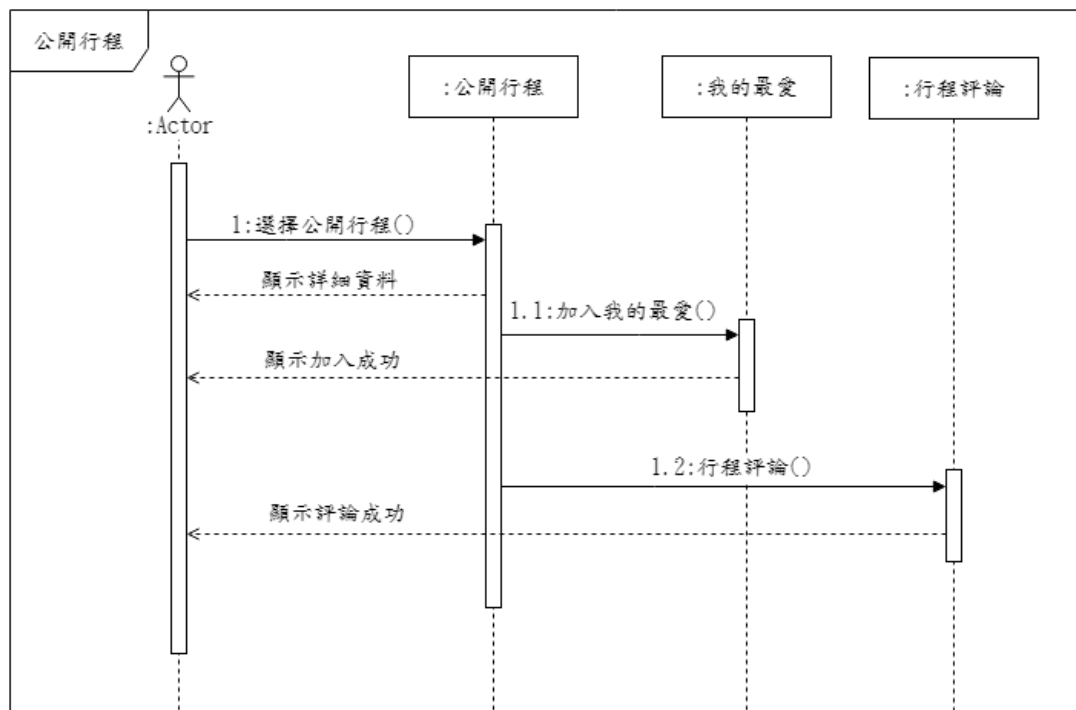 公開行程
:Actor
:公開行程
:我的最愛
:行程評論
1:選擇公開行程()
顯示詳細資料
1.1:加入我的最愛()
顯示加入成功
1.2:行程評論()
顯示評論成功